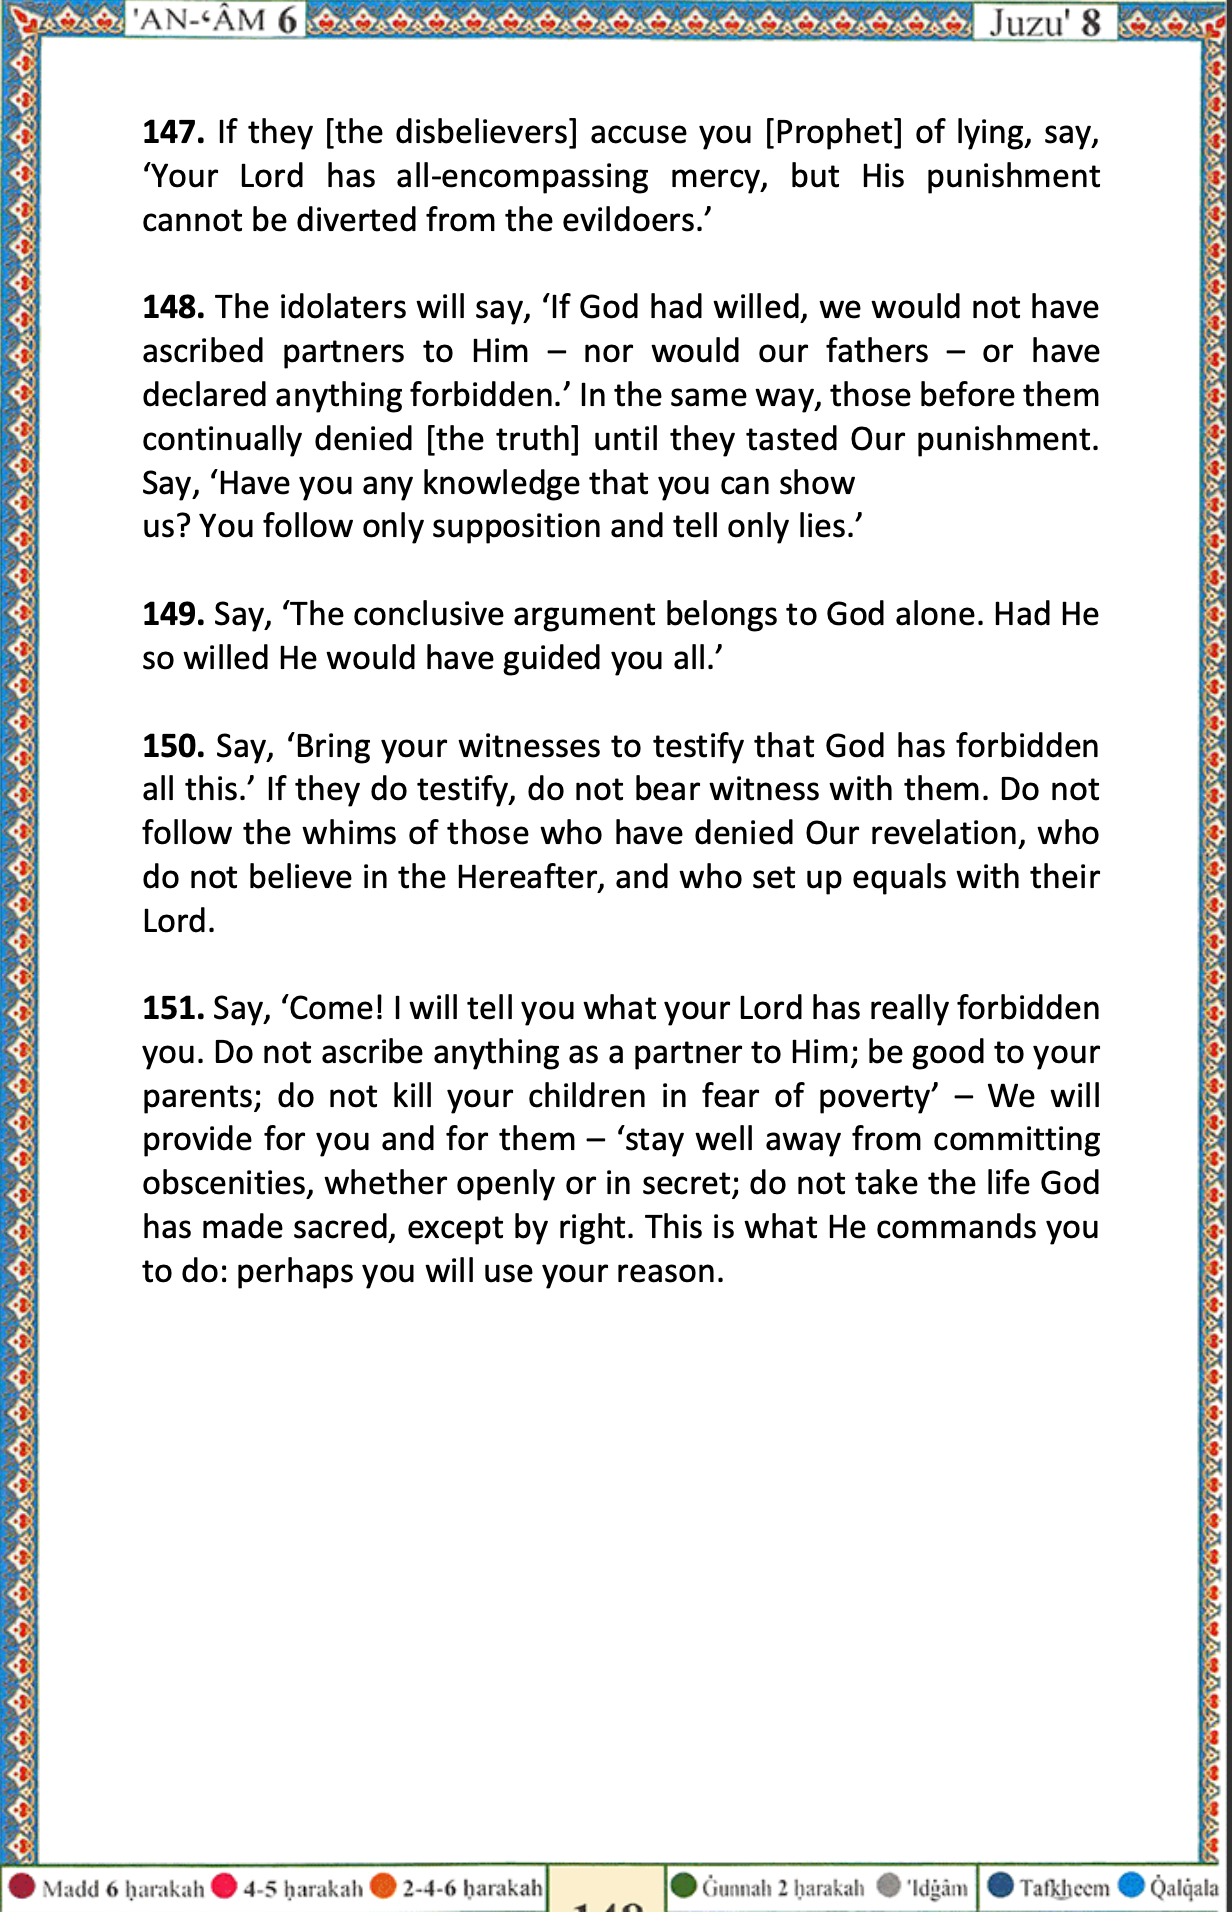 'AN-‘ÂM 6
Juzu' 8
147. If they [the disbelievers] accuse you [Prophet] of lying, say,
‘Your Lord has all-encompassing mercy, but His punishment
cannot be diverted from the evildoers.’
148. The idolaters will say, ‘If God had willed, we would not have
ascribed partners to Him – nor would our fathers – or have
declared anything forbidden.’ In the same way, those before them
continually denied [the truth] until they tasted Our punishment.
Say, ‘Have you any knowledge that you can show
us? You follow only supposition and tell only lies.’
149. Say, ‘The conclusive argument belongs to God alone. Had He
so willed He would have guided you all.’
150. Say, ‘Bring your witnesses to testify that God has forbidden
all this.’ If they do testify, do not bear witness with them. Do not
follow the whims of those who have denied Our revelation, who
do not believe in the Hereafter, and who set up equals with their
Lord.
151. Say, ‘Come! I will tell you what your Lord has really forbidden
you. Do not ascribe anything as a partner to Him; be good to your
parents; do not kill your children in fear of poverty’ – We will
provide for you and for them – ‘stay well away from committing
obscenities, whether openly or in secret; do not take the life God
has made sacred, except by right. This is what He commands you
to do: perhaps you will use your reason.
Madd 6 ḥarakah 4-5 ḥarakah 2-4-6 ḥarakah
Ġunnah 2 ḥarakah 'Idġâm
Tafkheem Q̇alq̇ala